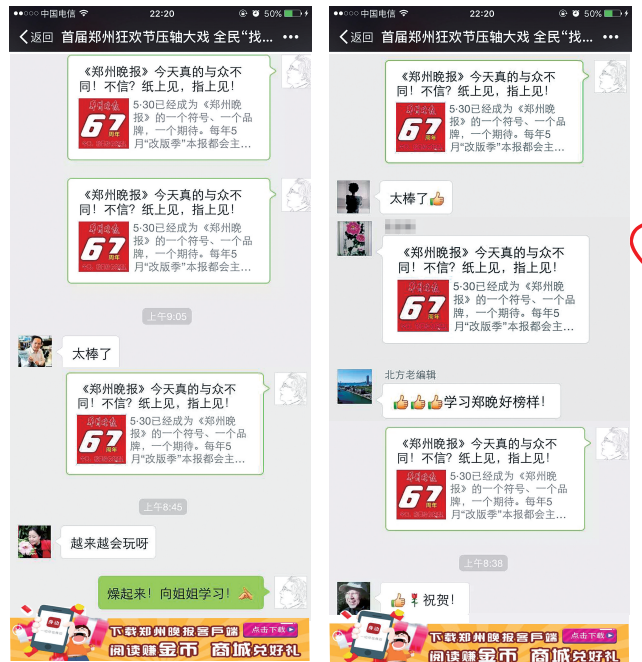 中国电信
22:20
50%
返回
首届郑州狂欢节压轴大戏 全民“找...
《郑州晚报》今天真的与众不
同！不信？纸上见，指上见！
郑州晚报
67
周年
5·30已经成为《郑州晚
报》的一个符号、一个品
牌，一个期待。每年5
月“改版季”本报都会主...
《郑州晚报》今天真的与众不
同！不信？纸上见，指上见！
郑州晚报
67
周年
5·30已经成为《郑州晚
报》的一个符号、一个品
牌，一个期待。每年5
月“改版季”本报都会主...
上午9:05
太棒了
《郑州晚报》今天真的与众不
同！不信？纸上见，指上见！
郑州晚报
67
周年
5·30已经成为《郑州晚
报》的一个符号、一个品
牌，一个期待。每年5
月“改版季”本报都会主...
上午8:45
越来越会玩呀
燥起来！向姐姐学习！
下载郑州晚报客户端
点击下载
阅读赚金币 商城兑好礼
中国电信
22:20
50%
返回
首届郑州狂欢节压轴大戏 全民“找...
《郑州晚报》今天真的与众不
同！不信？纸上见，指上见！
郑州晚报
67
周年
5·30已经成为《郑州晚
报》的一个符号、一个品
牌，一个期待。每年5
月“改版季”本报都会主...
太棒了👍
《郑州晚报》今天真的与众不
同！不信？纸上见，指上见！
郑州晚报
67
周年
5·30已经成为《郑州晚
报》的一个符号、一个品
牌，一个期待。每年5
月“改版季”本报都会主...
北方老编辑
👍👍👍学习郑晚好榜样！
《郑州晚报》今天真的与众不
同！不信？纸上见，指上见！
郑州晚报
67
周年
5·30已经成为《郑州晚
报》的一个符号、一个品
牌，一个期待。每年5
月“改版季”本报都会主...
上午8:38
👍🌹祝贺！
下载郑州晚报客户端
点击下载
阅读赚金币 商城兑好礼